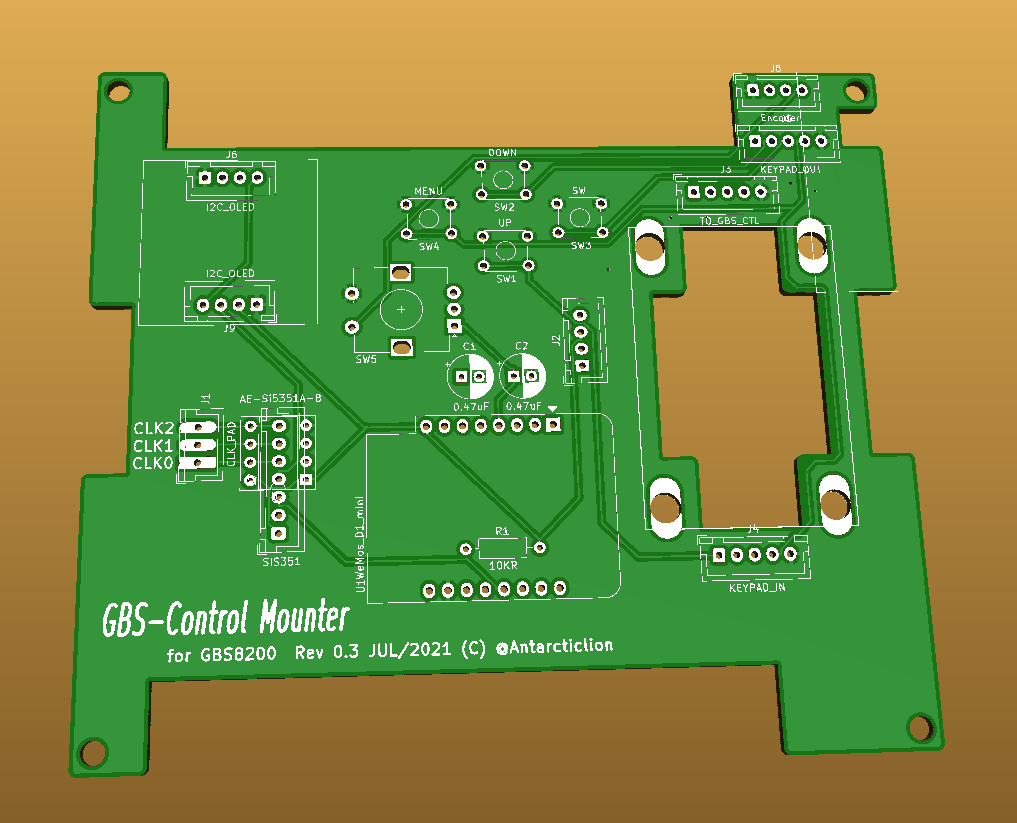 J8
Encoder
KEYPAD_OUT
J6
I2C_OLED
DOWN
SW2
J3
TO_GBS_CTL
MENU
SW4
SW
SW3
UP
SW1
I2C_OLED
J9
SW5
J2
C1
0.47uF
C2
0.47uF
J1
AE-Si5351A-B
CLK2
CLK1
CLK0
CLK_PAD
SI5351
U1
WeMos_D1_mini
R1
10KR
J4
KEYPAD_IN
GBS-Control Mounter
for GBS8200 Rev 0.3 JUL/2021 (C) @Antarcticlion